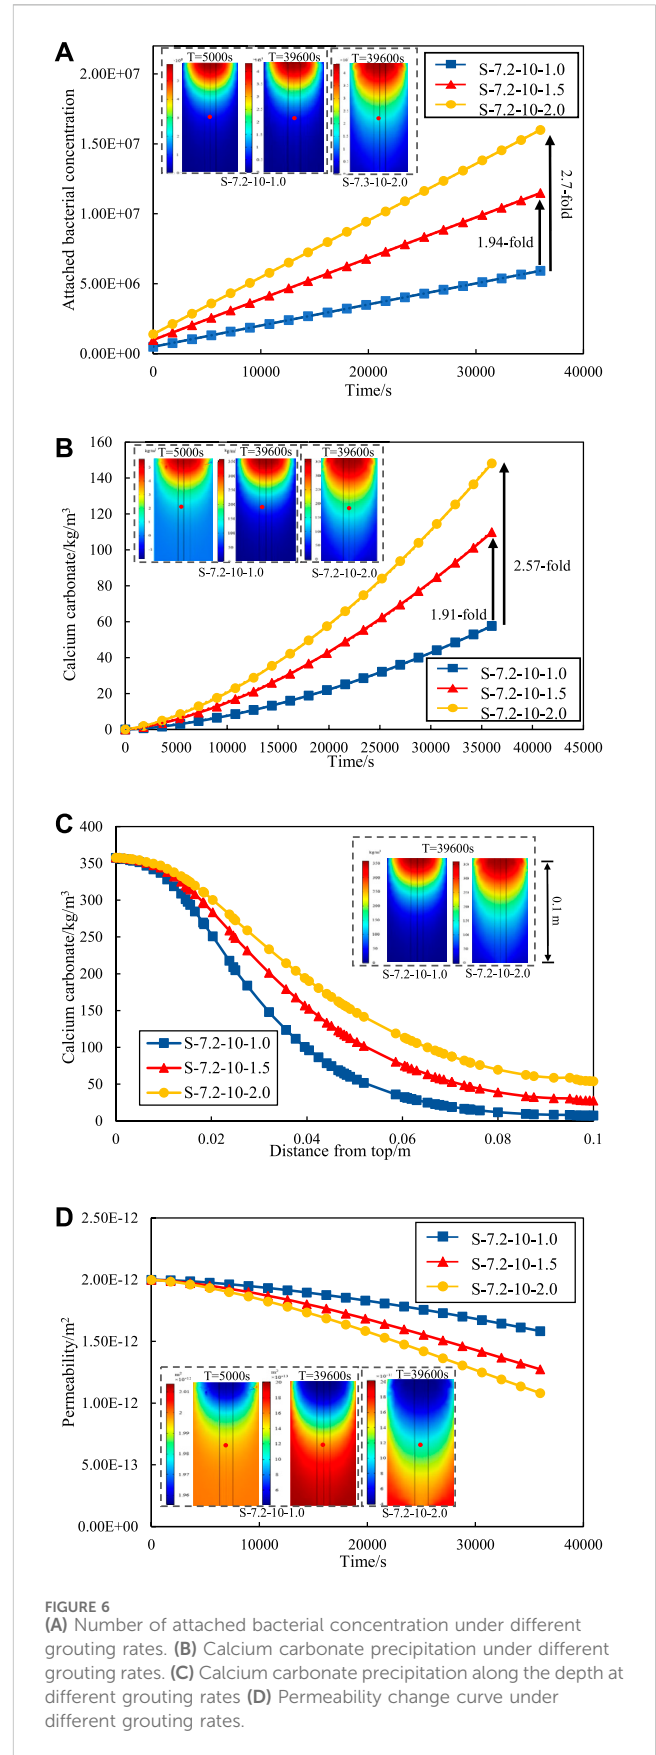 A
T=5000s
T=39600s
T=39600s
S-7.2-10-1.0
S-7.3-10-2.0
S-7.2-10-1.0
S-7.2-10-1.5
S-7.2-10-2.0
2.00E+07
1.50E+07
1.00E+07
5.00E+06
0.00E+00
Attached bacterial concentration
2.7-fold
1.94-fold
0
10000
20000
30000
40000
Time/s
B
T=5000s
T=39600s
T=39600s
S-7.2-10-1.0
S-7.2-10-2.0
160
140
120
100
80
60
40
20
0
Calcium carbonate/kg/m³
2.57-fold
1.91-fold
S-7.2-10-1.0
S-7.2-10-1.5
S-7.2-10-2.0
0
5000
10000
15000
20000
25000
30000
35000
40000
45000
Time/s
C
T=39600s
S-7.2-10-1.0
S-7.2-10-2.0
0.1 m
400
350
300
250
200
150
100
50
0
Calcium carbonate/kg/m³
S-7.2-10-1.0
S-7.2-10-1.5
S-7.2-10-2.0
0
0.02
0.04
0.06
0.08
0.1
Distance from top/m
D
2.50E-12
2.00E-12
1.50E-12
1.00E-12
5.00E-13
0.00E+00
Permeability/m²
S-7.2-10-1.0
S-7.2-10-1.5
S-7.2-10-2.0
T=5000s
T=39600s
T=39600s
S-7.2-10-1.0
S-7.2-10-2.0
0
10000
20000
30000
40000
Time/s
FIGURE 6
(A) Number of attached bacterial concentration under different
grouting rates. (B) Calcium carbonate precipitation under different
grouting rates. (C) Calcium carbonate precipitation along the depth at
different grouting rates (D) Permeability change curve under
different grouting rates.